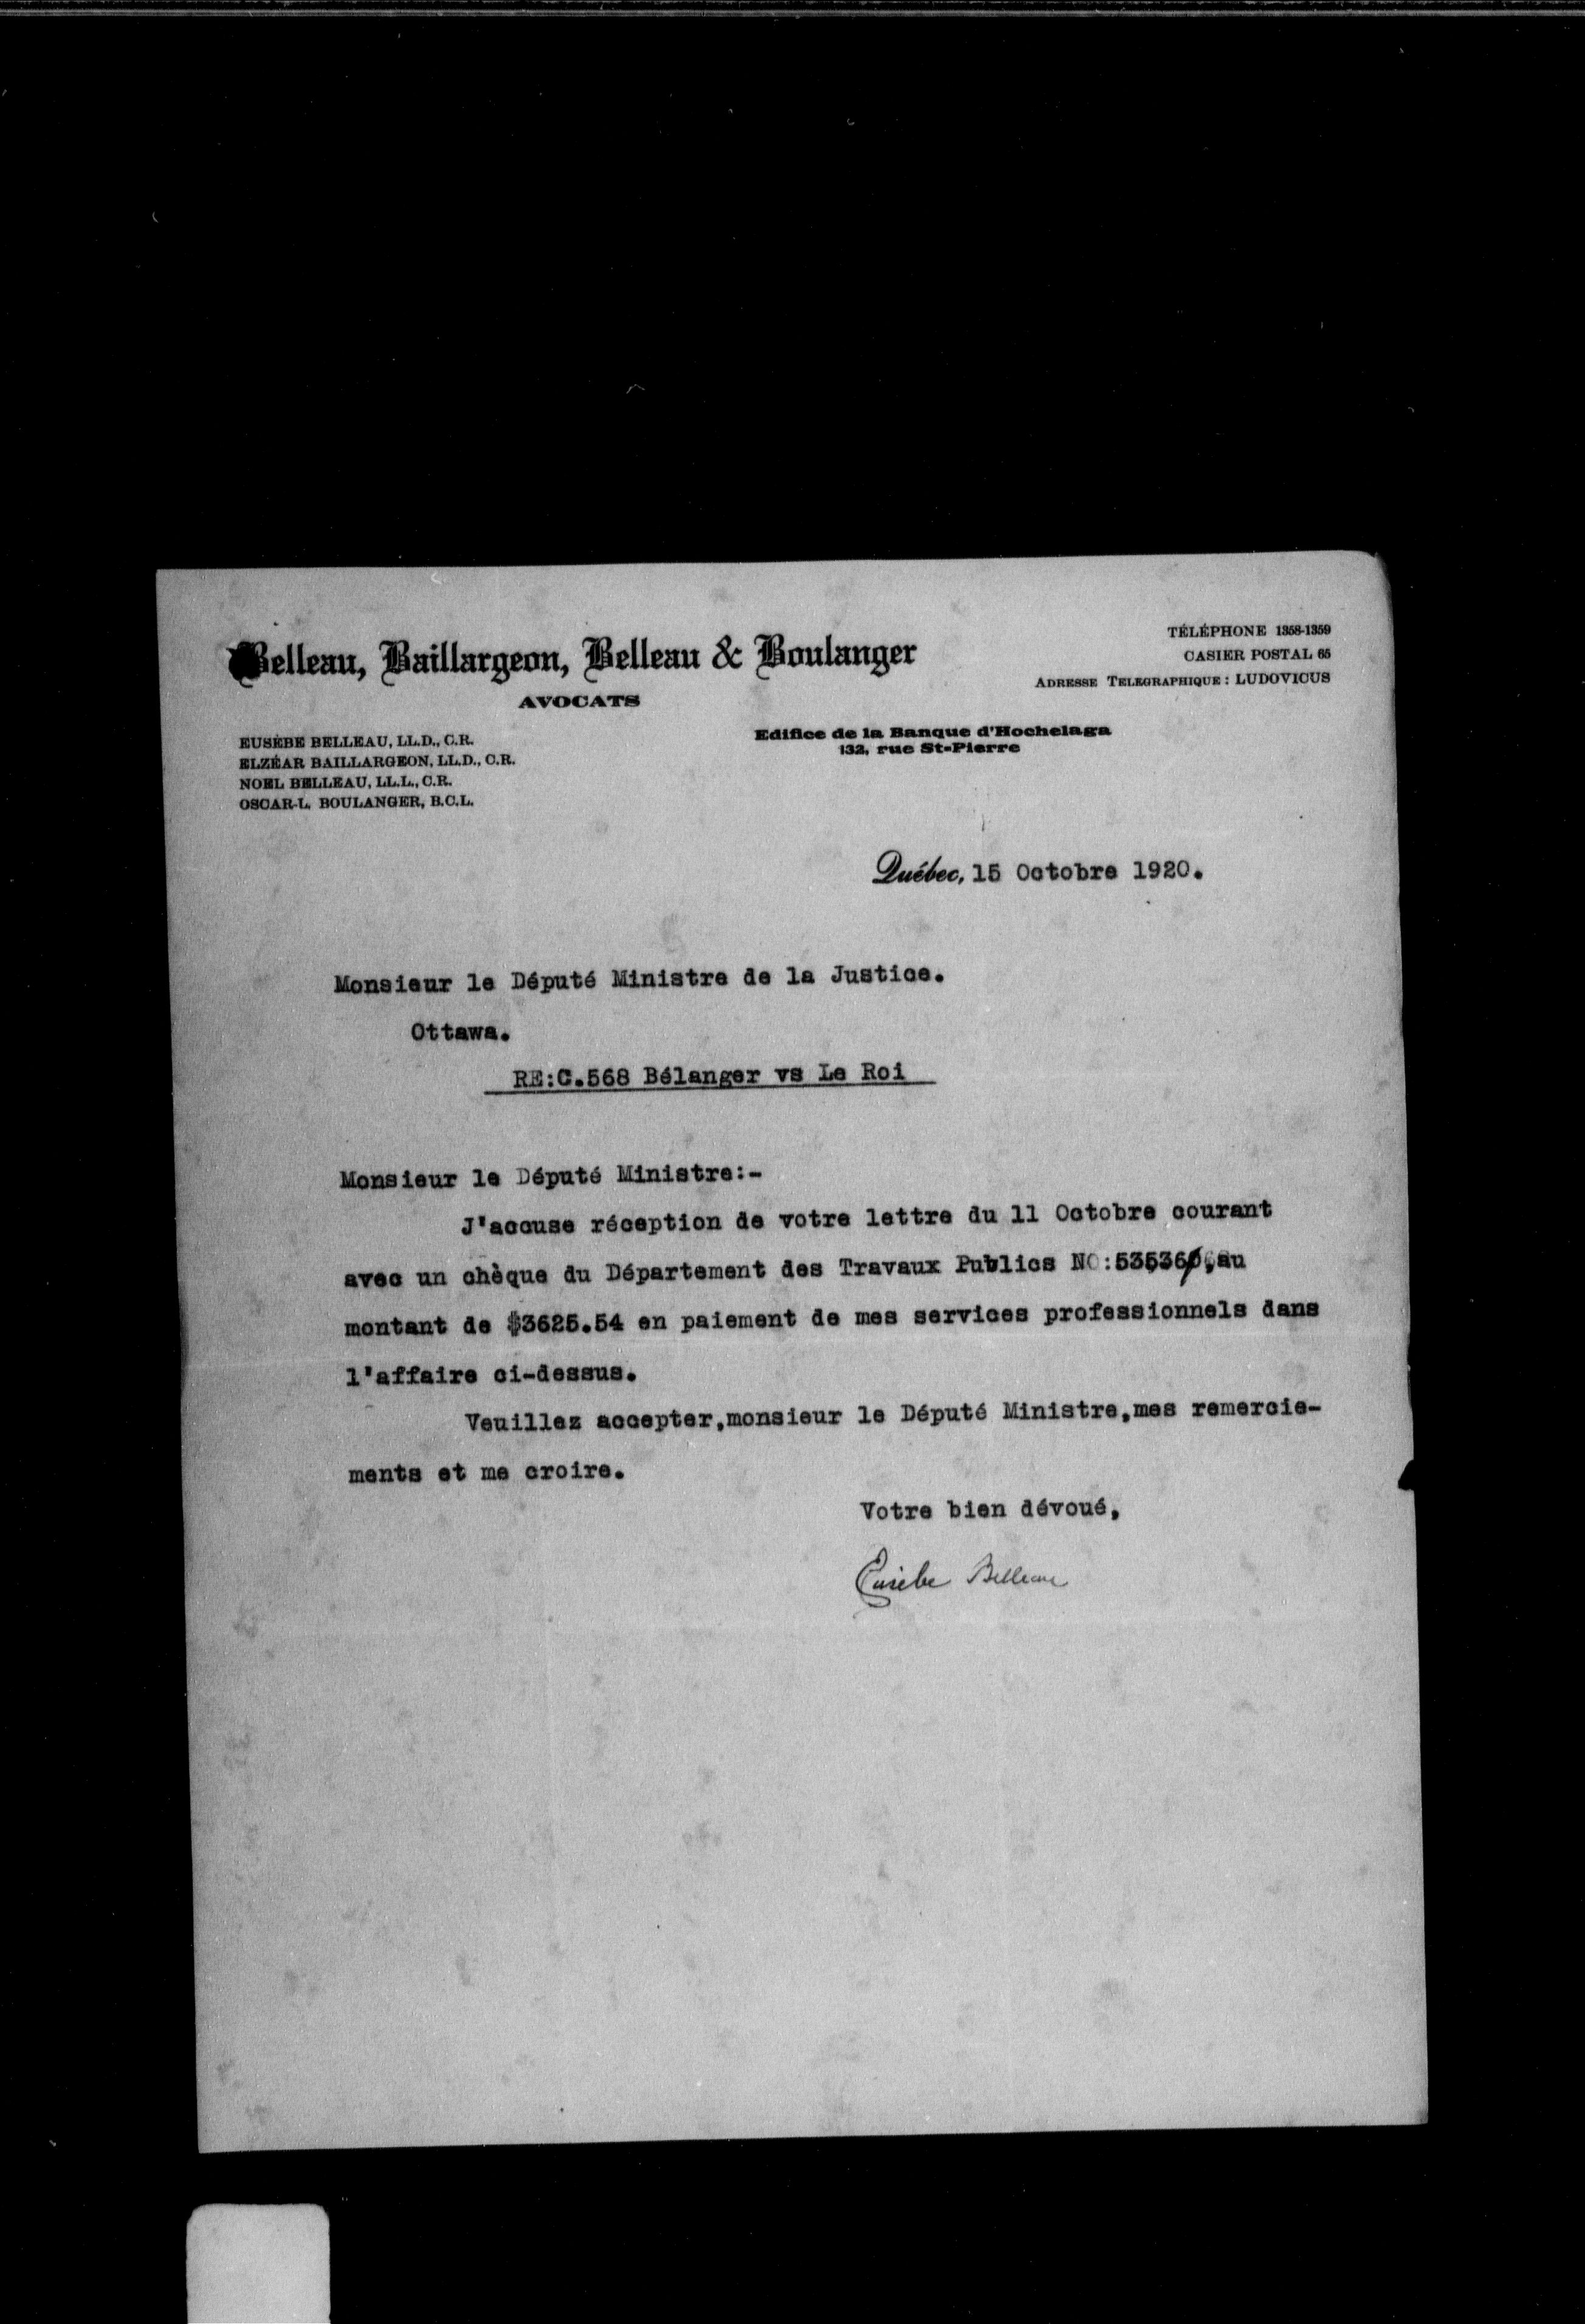 Belleau, Baillargeon, Belleau & Boulanger
AVOCATS
TÉLÉPHONE 1358-1359
CASIER POSTAL 65
ADRESSE TELEGRAPHIQUE : LUDOVICUS
EUSÈBE BELLEAU, LL.D., C.R.
ELZÉAR BAILLARGEON, LL.D., C.R.
NOEL BELLEAU, LL.L., C.R.
OSCAR-L. BOULANGER, B.C.L.
Edifice de la Banque d'Hochelaga
132, rue St-Pierre
Québec, 15 Octobre 1920.
Monsieur le Député Ministre de la Justice.
Ottawa.
RE:C.568 Bélanger vs Le Roi
Monsieur le Député Ministre:-
J'accuse réception de votre lettre du 11 Octobre courant
avec un chèque du Département des Travaux Publics NO: au
montant de $3625.54 en paiement de mes services professionnels dans
l'affaire ci-dessus.
Veuillez accepter,monsieur le Député Ministre,mes remercie-
ments et me croire.
Votre bien dévoué,
Eusèbe Belleau